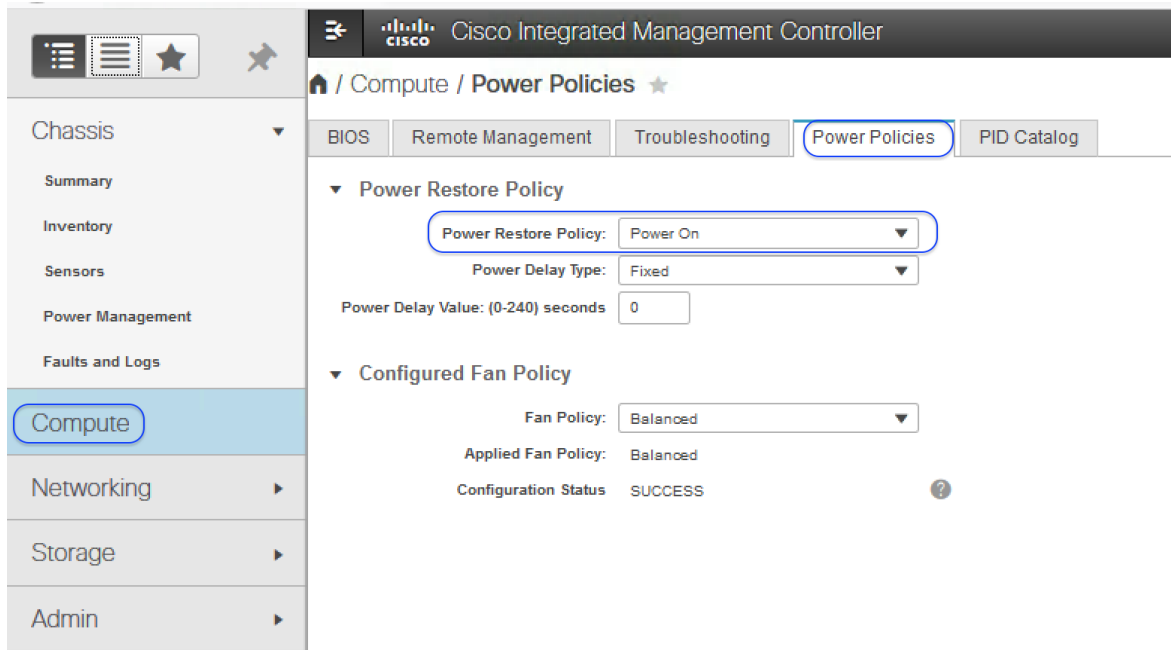 cisco Cisco Integrated Management Controller
/ Compute / Power Policies
Chassis
Summary
Inventory
Sensors
Power Management
Faults and Logs
Compute
Networking
Storage
Admin
BIOS Remote Management Troubleshooting Power Policies PID Catalog
Power Restore Policy
Power Restore Policy: Power On
Power Delay Type: Fixed
Power Delay Value: (0-240) seconds 0
Configured Fan Policy
Fan Policy: Balanced
Applied Fan Policy: Balanced
Configuration Status SUCCESS ?